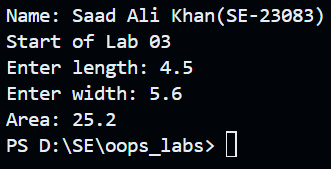 Name: Saad Ali Khan(SE-23083)
Start of Lab 03
Enter length: 4.5
Enter width: 5.6
Area: 25.2
PS D:\SE\oops_labs>